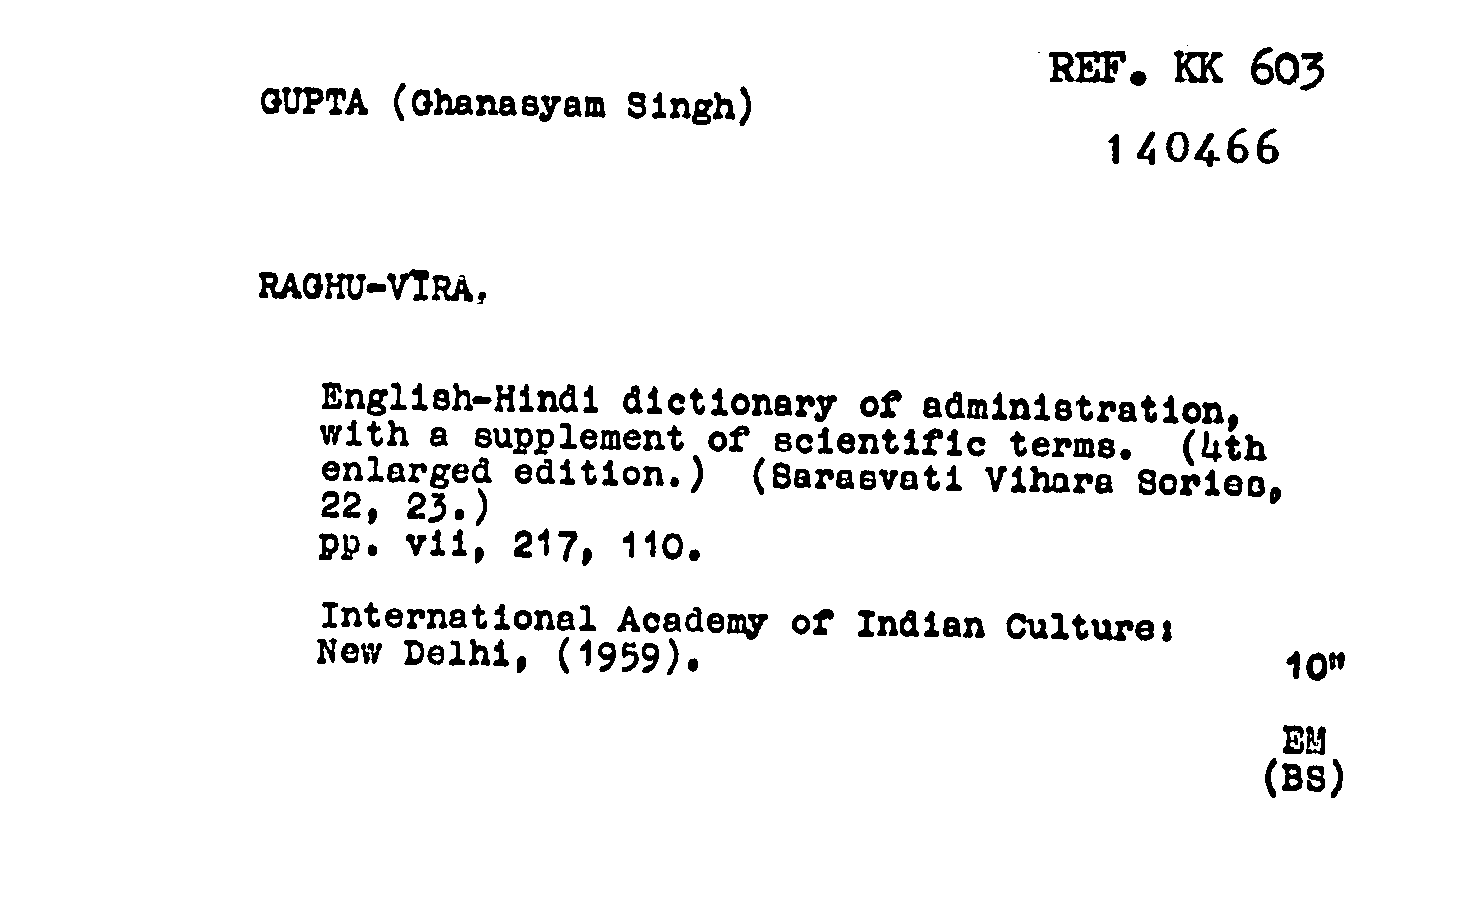 REF. KK 603
GUPTA (Ghanasyam Singh)
140466
RAGHU-VĪRA.
English-Hindi dictionary of administration,
with a supplement of scientific terms. (4th
enlarged edition.) (Sarasvati Vihara Series,
22, 23.)
pp. vii, 217, 110.
International Academy of Indian Culture:
New Delhi, (1959).
10"
EM
(BS)